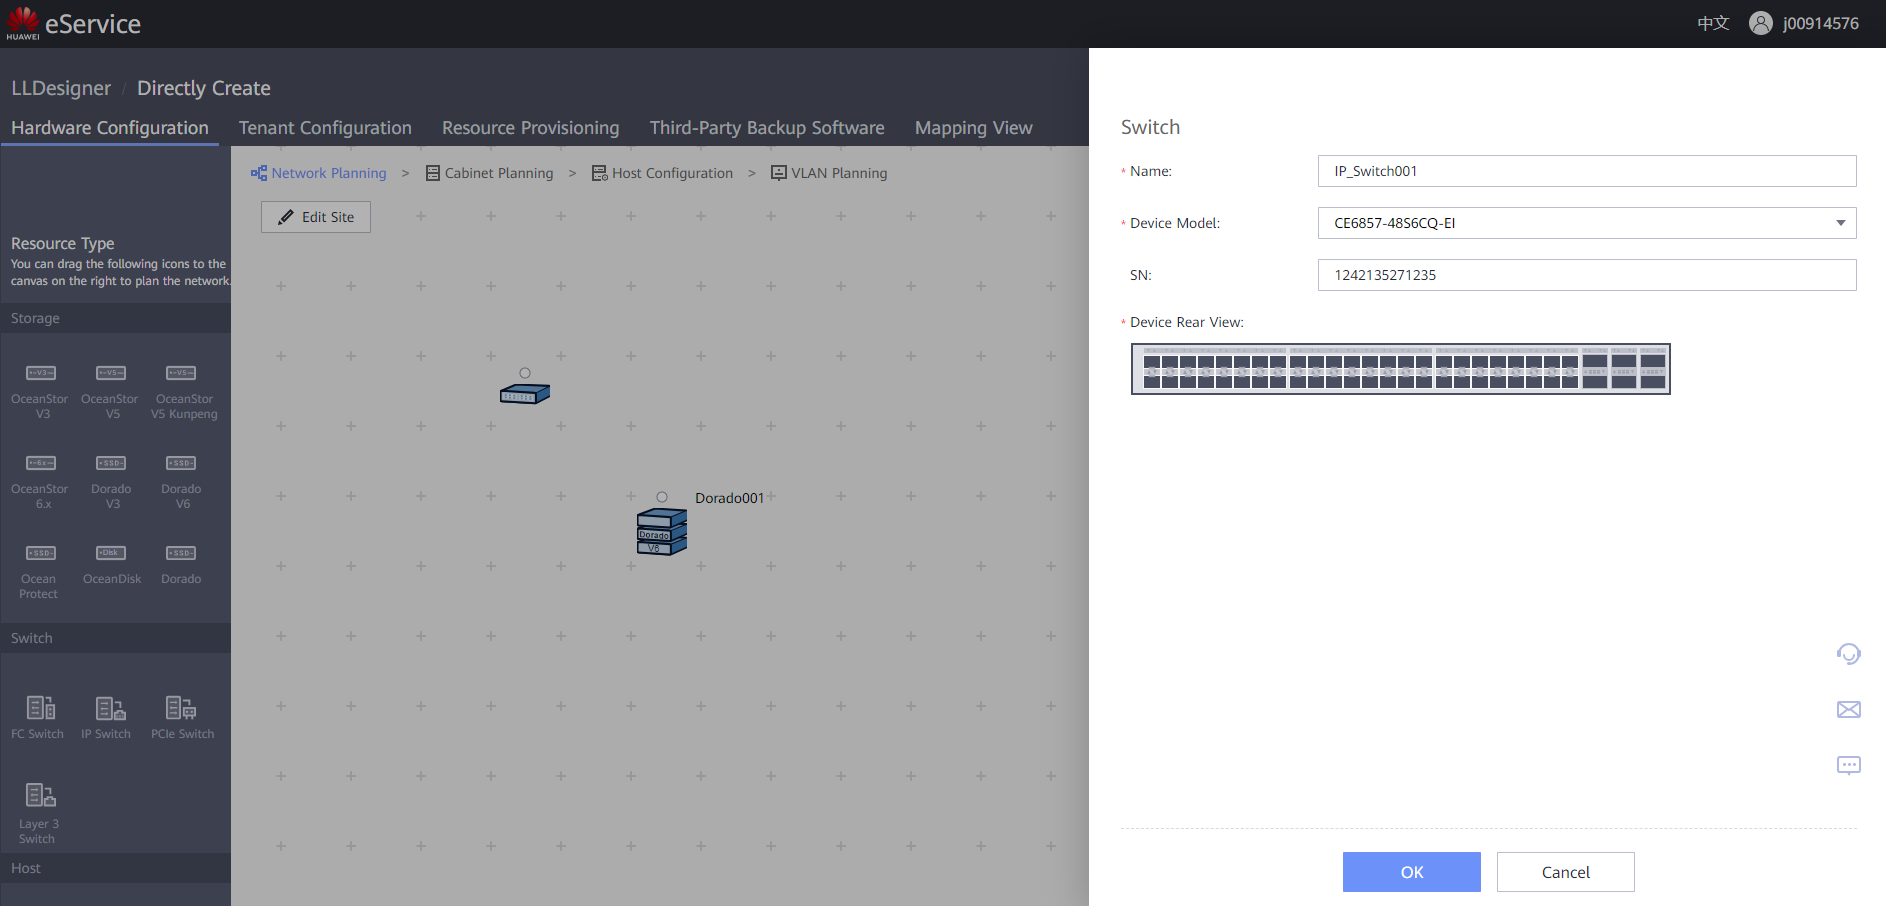 HUAWEI
eService
中文
j00914576
LLDesigner / Directly Create
Hardware Configuration
Tenant Configuration
Resource Provisioning
Third-Party Backup Software
Mapping View
Network Planning > Cabinet Planning > Host Configuration > VLAN Planning
Edit Site
Resource Type
You can drag the following icons to the
canvas on the right to plan the network.
Storage
OceanStor
V3
OceanStor
V5
OceanStor
V5 Kunpeng
OceanStor
6.x
Dorado
V3
Dorado
V6
Ocean
Protect
OceanDisk
Dorado
Switch
FC Switch
IP Switch
PCIe Switch
Layer 3
Switch
Host
Dorado001
Dorado
V6
Switch
* Name:
IP_Switch001
* Device Model:
CE6857-48S6CQ-EI
SN:
1242135271235
* Device Rear View:
OK
Cancel